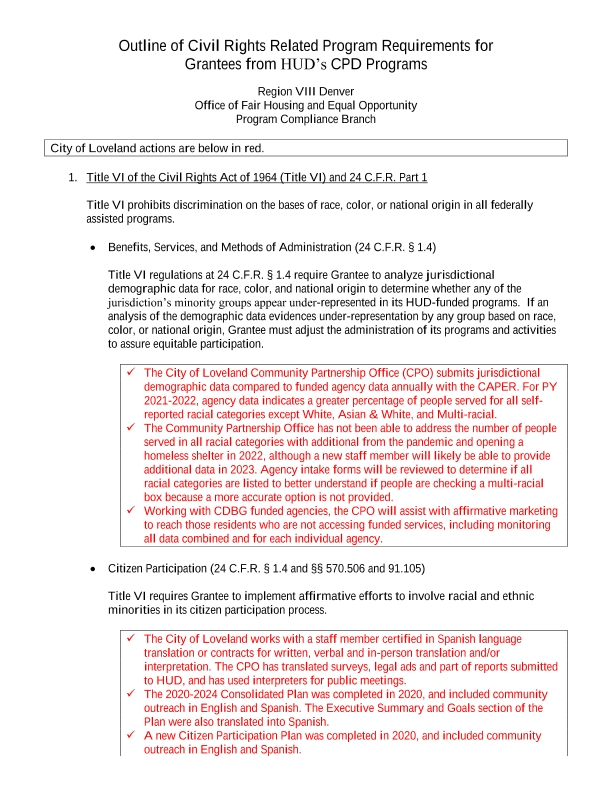 Outline of Civil Rights Related Program Requirements for
Grantees from HUD's CPD Programs
Region VIII Denver
Office of Fair Housing and Equal Opportunity
Program Compliance Branch
City of Loveland actions are below in red.
1. Title VI of the Civil Rights Act of 1964 (Title VI) and 24 C.F.R. Part 1
Title VI prohibits discrimination on the bases of race, color, or national origin in all federally
assisted programs.
• Benefits, Services, and Methods of Administration (24 C.F.R. § 1.4)
Title VI regulations at 24 C.F.R. § 1.4 require Grantee to analyze jurisdictional
demographic data for race, color, and national origin to determine whether any of the
jurisdiction's minority groups appear under-represented in its HUD-funded programs. If an
analysis of the demographic data evidences under-representation by any group based on race,
color, or national origin, Grantee must adjust the administration of its programs and activities
to assure equitable participation.
✓ The City of Loveland Community Partnership Office (CPO) submits jurisdictional
demographic data compared to funded agency data annually with the CAPER. For PY
2021-2022, agency data indicates a greater percentage of people served for all self-
reported racial categories except White, Asian & White, and Multi-racial.
✓ The Community Partnership Office has not been able to address the number of people
served in all racial categories with additional from the pandemic and opening a
homeless shelter in 2022, although a new staff member will likely be able to provide
additional data in 2023. Agency intake forms will be reviewed to determine if all
racial categories are listed to better understand if people are checking a multi-racial
box because a more accurate option is not provided.
✓ Working with CDBG funded agencies, the CPO will assist with affirmative marketing
to reach those residents who are not accessing funded services, including monitoring
all data combined and for each individual agency.
• Citizen Participation (24 C.F.R. § 1.4 and §§ 570.506 and 91.105)
Title VI requires Grantee to implement affirmative efforts to involve racial and ethnic
minorities in its citizen participation process.
✓ The City of Loveland works with a staff member certified in Spanish language
translation or contracts for written, verbal and in-person translation and/or
interpretation. The CPO has translated surveys, legal ads and part of reports submitted
to HUD, and has used interpreters for public meetings.
✓ The 2020-2024 Consolidated Plan was completed in 2020, and included community
outreach in English and Spanish. The Executive Summary and Goals section of the
Plan were also translated into Spanish.
✓ A new Citizen Participation Plan was completed in 2020, and included community
outreach in English and Spanish.